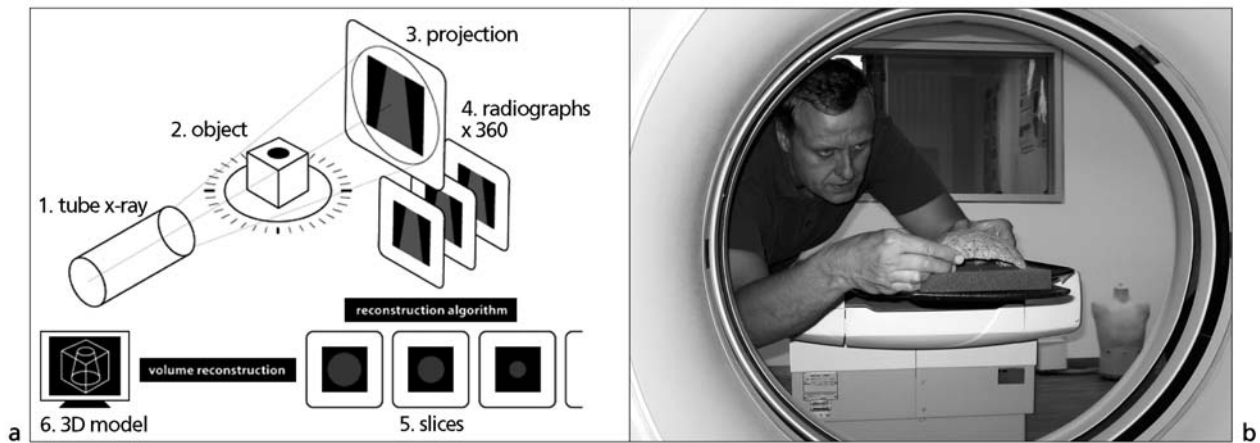 3. projection
4. radiographs
x 360
2. object
1. tube x-ray
reconstruction algorithm
volume reconstruction
6. 3D model
5. slices
a
b